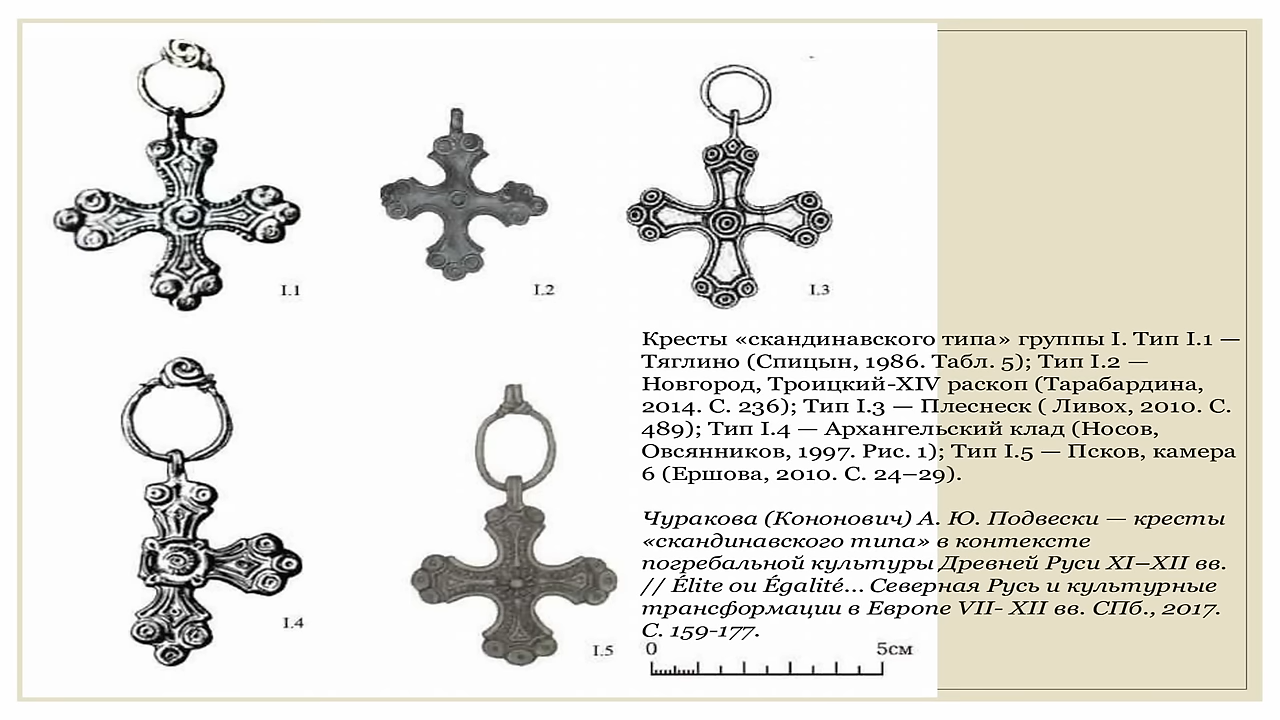 I.1
I.2
I.3
Кресты «скандинавского типа» группы I. Тип I.1 —
Тяглино (Спицын, 1986. Табл. 5); Тип I.2 —
Новгород, Троицкий-XIV раскоп (Тарабардина,
2014. С. 236); Тип I.3 — Плеснеск ( Ливох, 2010. С.
489); Тип I.4 — Архангельский клад (Носов,
Овсянников, 1997. Рис. 1); Тип I.5 — Псков, камера
6 (Ершова, 2010. С. 24–29).
Чуракова (Кононович) А. Ю. Подвески — кресты
«скандинавского типа» в контексте
погребальной культуры Древней Руси XI–XII вв.
// Élite ou Égalité... Северная Русь и культурные
трансформации в Европе VII- XII вв. СПб., 2017.
С. 159-177.
I.4
I.5
0 5см